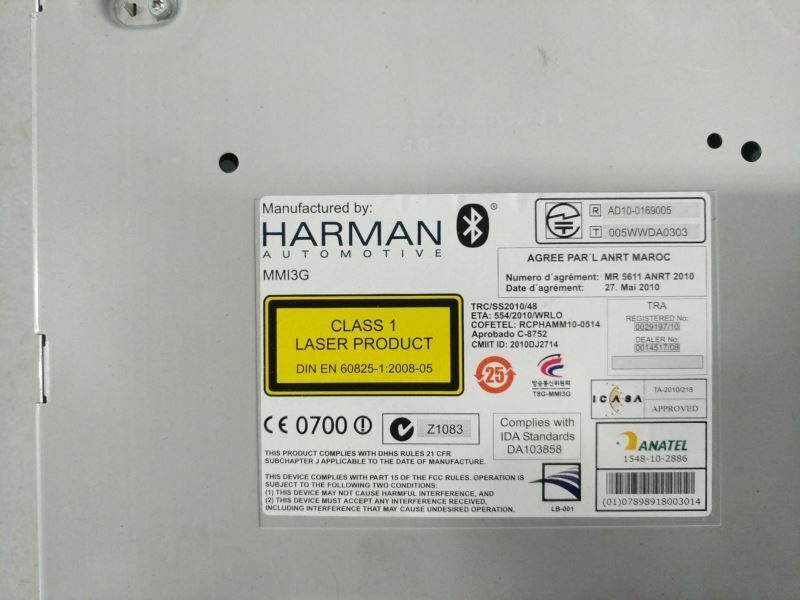 Manufactured by:
HARMAN
AUTOMOTIVE
MMI3G
®
R AD10-0169005
T 005WWDA0303
AGREE PAR´L ANRT MAROC
Numero d´agrément: MR 5611 ANRT 2010
Date d´agrément: 27. Mai 2010
CLASS 1
LASER PRODUCT
DIN EN 60825-1:2008-05
TRC/SS2010/48
ETA: 554/2010/WRLO
COFETEL: RCPHAMM10-0514
Aprobado C-8752
CMIIT ID: 2010DJ2714
TRA
REGISTERED No:
0029197/10
DEALER No:
0014517/08
25
방송통신위원회
T8G-MMI3G
ICASA
TA-2010/218
APPROVED
CE 0700
Z1083
Complies with
IDA Standards
DA103858
ANATEL
1548-10-2886
(01)07898918003014
THIS PRODUCT COMPLIES WITH DHHS RULES 21 CFR
SUBCHAPTER J APPLICABLE TO THE DATE OF MANUFACTURE.
THIS DEVICE COMPLIES WITH PART 15 OF THE FCC RULES. OPERATION IS
SUBJECT TO THE FOLLOWING TWO CONDITIONS:
(1) THIS DEVICE MAY NOT CAUSE HARMFUL INTERFERENCE, AND
(2) THIS DEVICE MUST ACCEPT ANY INTERFERENCE RECEIVED,
INCLUDING INTERFERENCE THAT MAY CAUSE UNDESIRED OPERATION.
LB-001